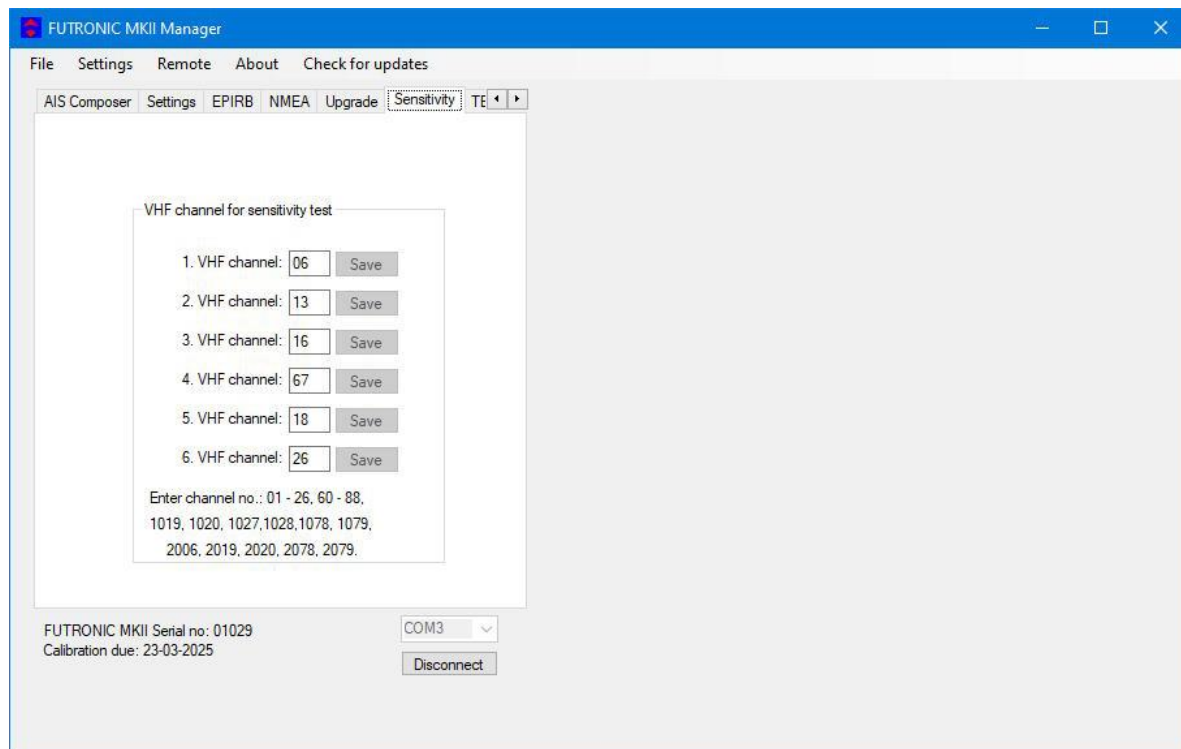 FUTRONIC MKII Manager
File Settings Remote About Check for updates
AIS Composer Settings EPIRB NMEA Upgrade Sensitivity TE
VHF channel for sensitivity test
1. VHF channel: 06 Save
2. VHF channel: 13 Save
3. VHF channel: 16 Save
4. VHF channel: 67 Save
5. VHF channel: 18 Save
6. VHF channel: 26 Save
Enter channel no.: 01 - 26, 60 - 88,
1019, 1020, 1027,1028,1078, 1079,
2006, 2019, 2020, 2078, 2079.
FUTRONIC MKII Serial no: 01029
COM3
Calibration due: 23-03-2025
Disconnect